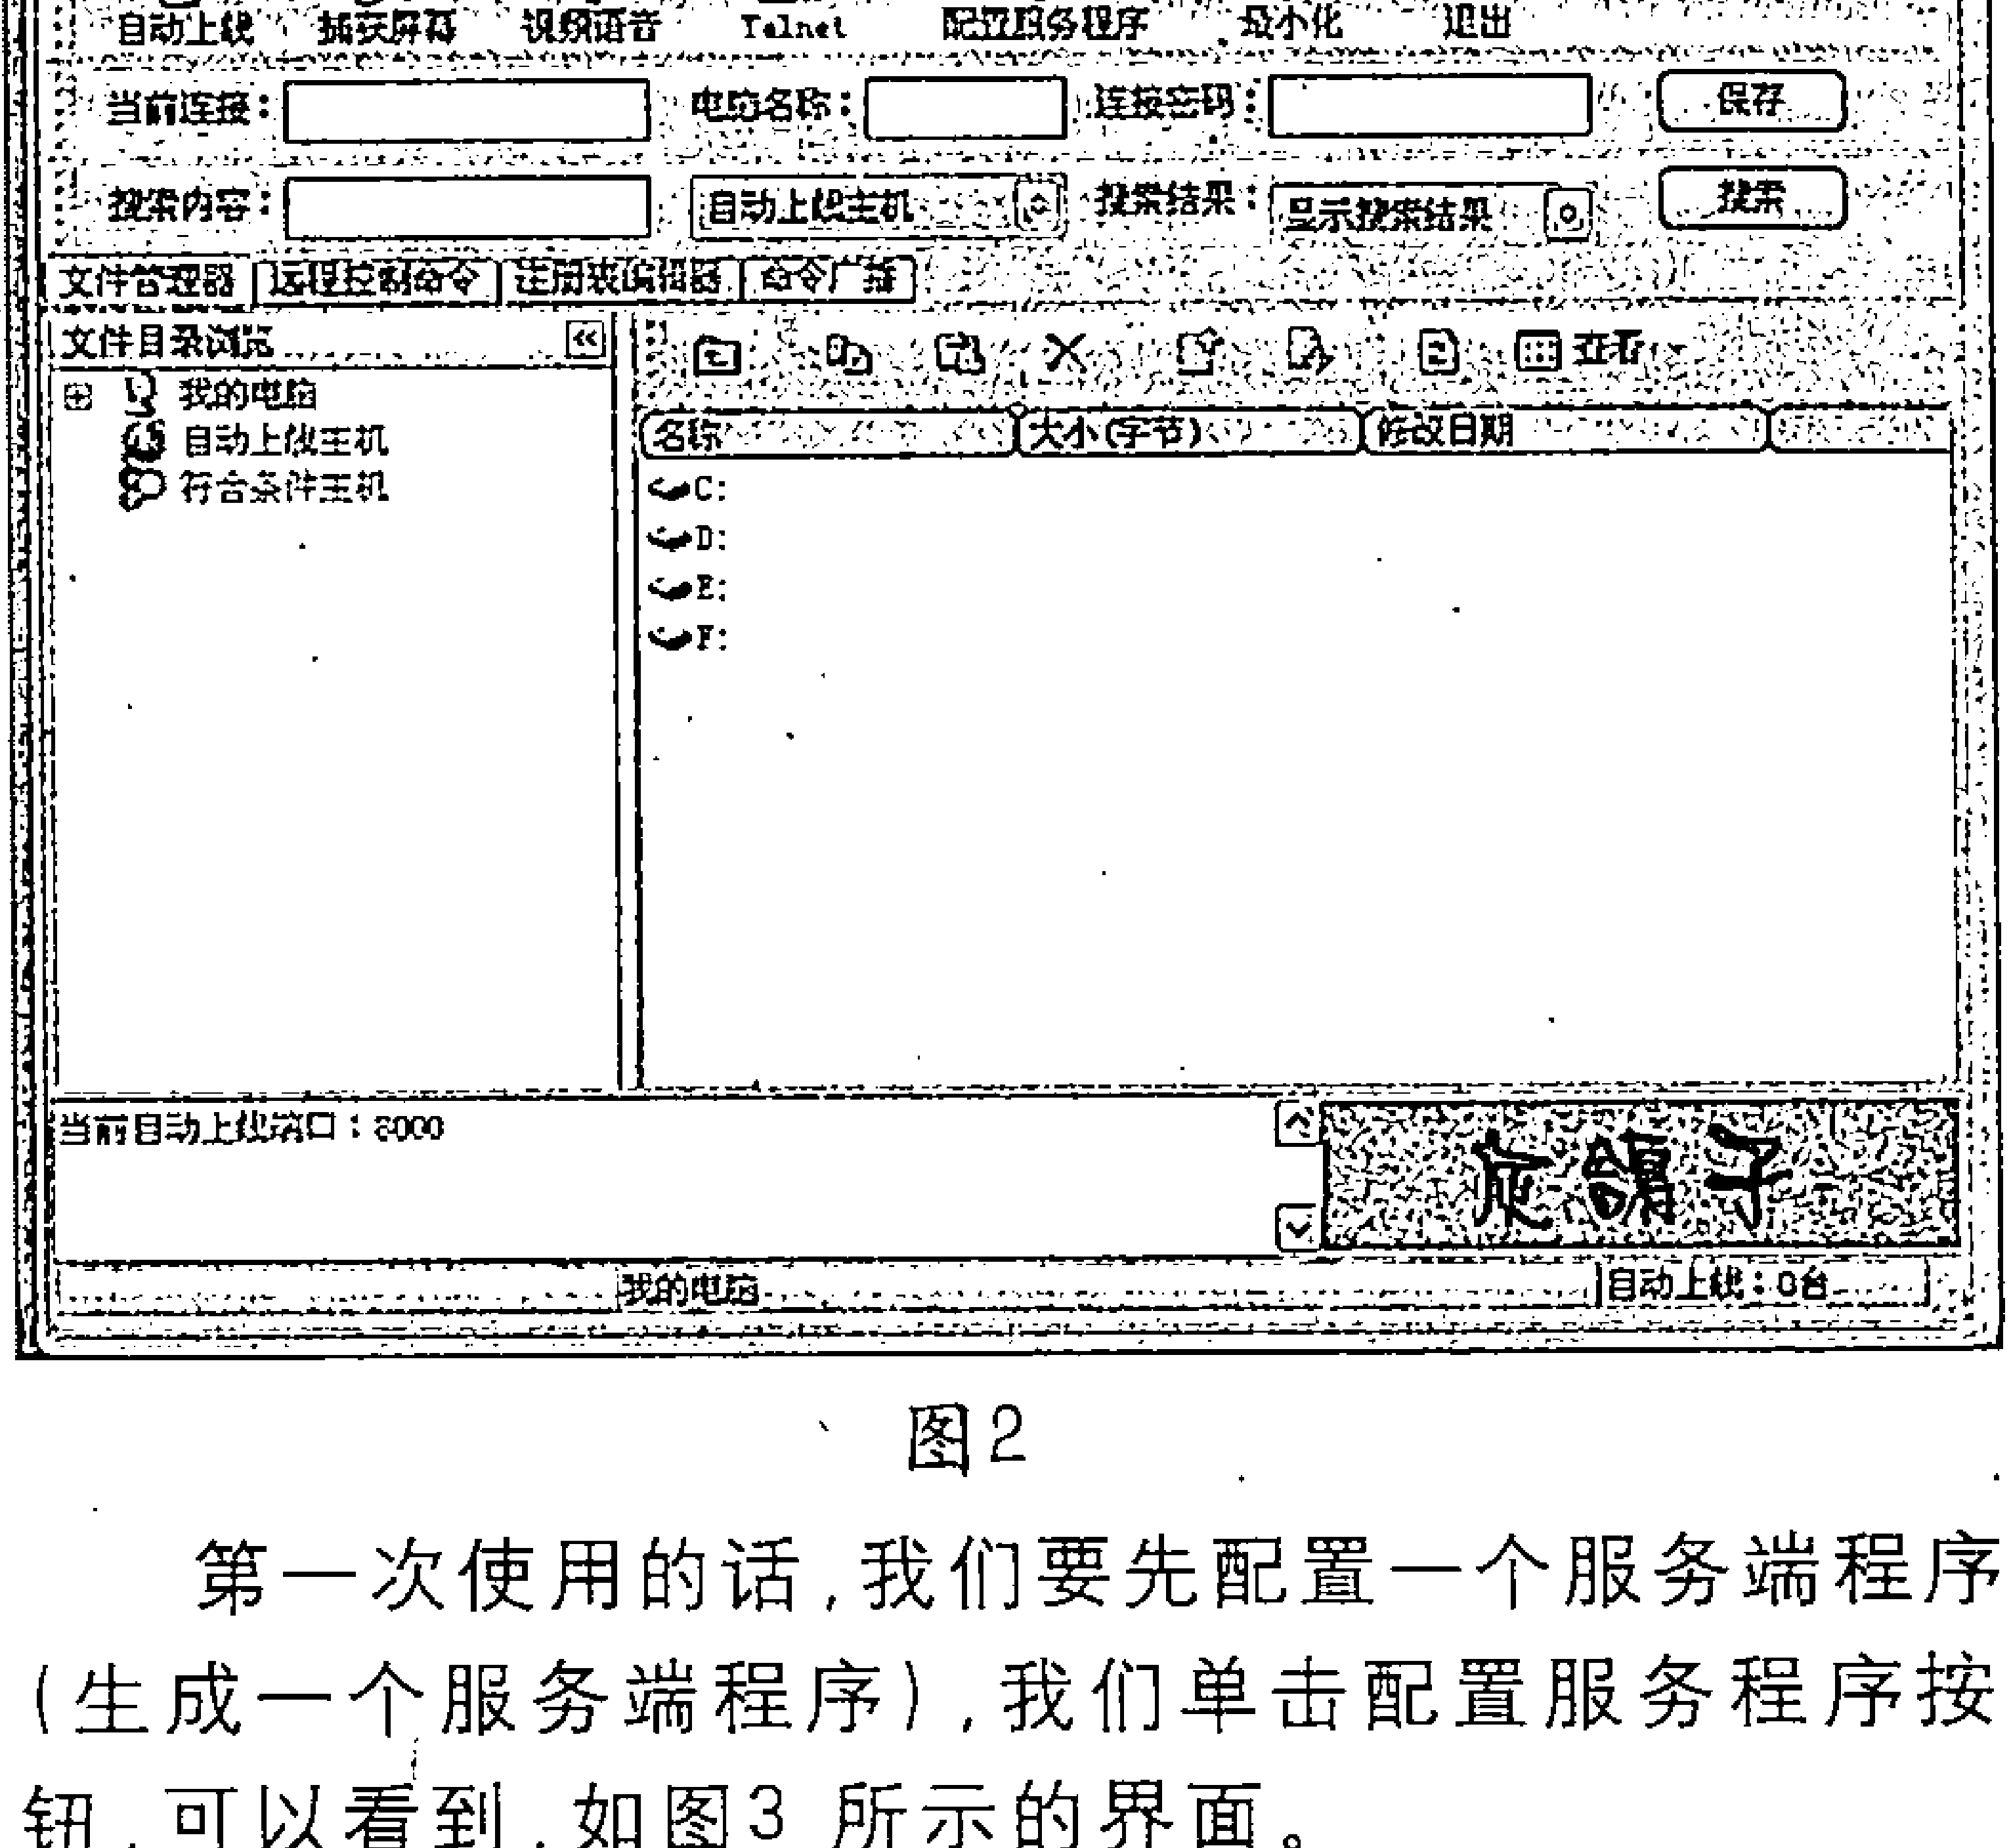 自动上线 捕获屏幕 视频语音 Telnet 配置服务程序 最小化 退出
当前连接: 电脑名称: 连接密码: 保存
搜索内容: 自动上线主机 搜索结果: 显示搜索结果 搜索
文件管理器 远程控制命令 注册表编辑器 命令广播
文件目录浏览 查看
我的电脑
自动上线主机
符合条件主机
名称 大小(字节) 修改日期
C:
D:
E:
F:
当前自动上线端口:8000
灰鸽子
我的电脑 自动上线:0台
图2
第一次使用的话,我们要先配置一个服务端程序
(生成一个服务端程序),我们单击配置服务程序按
钮,可以看到,如图3 所示的界面。